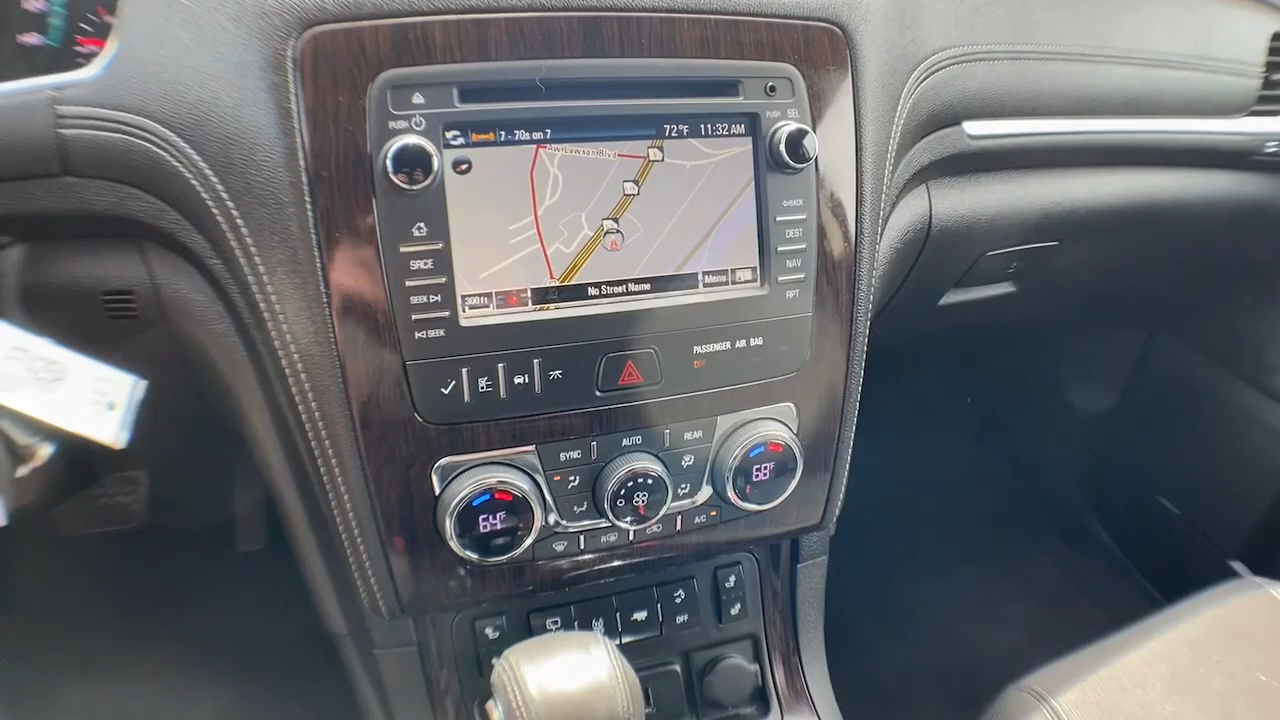 PUSH
PUSH SEL
7 - 70s on 7
72°F 11:32 AM
Aw Lawson Blvd
BACK
DEST
NAV
RPT
SRCE
SEEK
SEEK
300 ft
No Street Name
Menu
PASSENGER AIR BAG
OFF
SYNC
AUTO
REAR
64°F
68°F
R
A/C
OFF